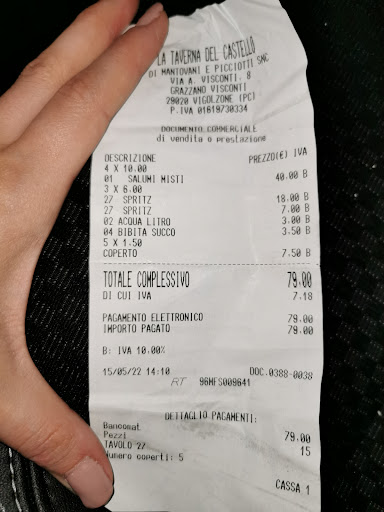 LA TAVERNA DEL CASTELLO
DI MANTOVANI E PICCIOTTI SNC
VIA A. VISCONTI. 8
GRAZZANO VISCONTI
29020 VIGOLZONE (PC)
P.IVA 01619730334
DOCUMENTO COMMERCIALE
di vendita o prestazione
DESCRIZIONE PREZZO(€) IVA
4 X 10.00
01 SALUMI MISTI 40.00 B
3 X 6.00
27 SPRITZ 18.00 B
27 SPRITZ 7.00 B
02 ACQUA LITRO 3.00 B
04 BIBITA SUCCO 3.50 B
5 X 1.50
COPERTO 7.50 B
TOTALE COMPLESSIVO 79.00
DI CUI IVA 7.18
PAGAMENTO ELETTRONICO 79.00
IMPORTO PAGATO 79.00
B: IVA 10.00%
15/05/22 14:10 DOC.0388-0038
RT 96MFS009641
DETTAGLIO PAGAMENTI:
Bancomat 79.00
Pezzi 15
TAVOLO 27
Numero coperti: 5
CASSA 1